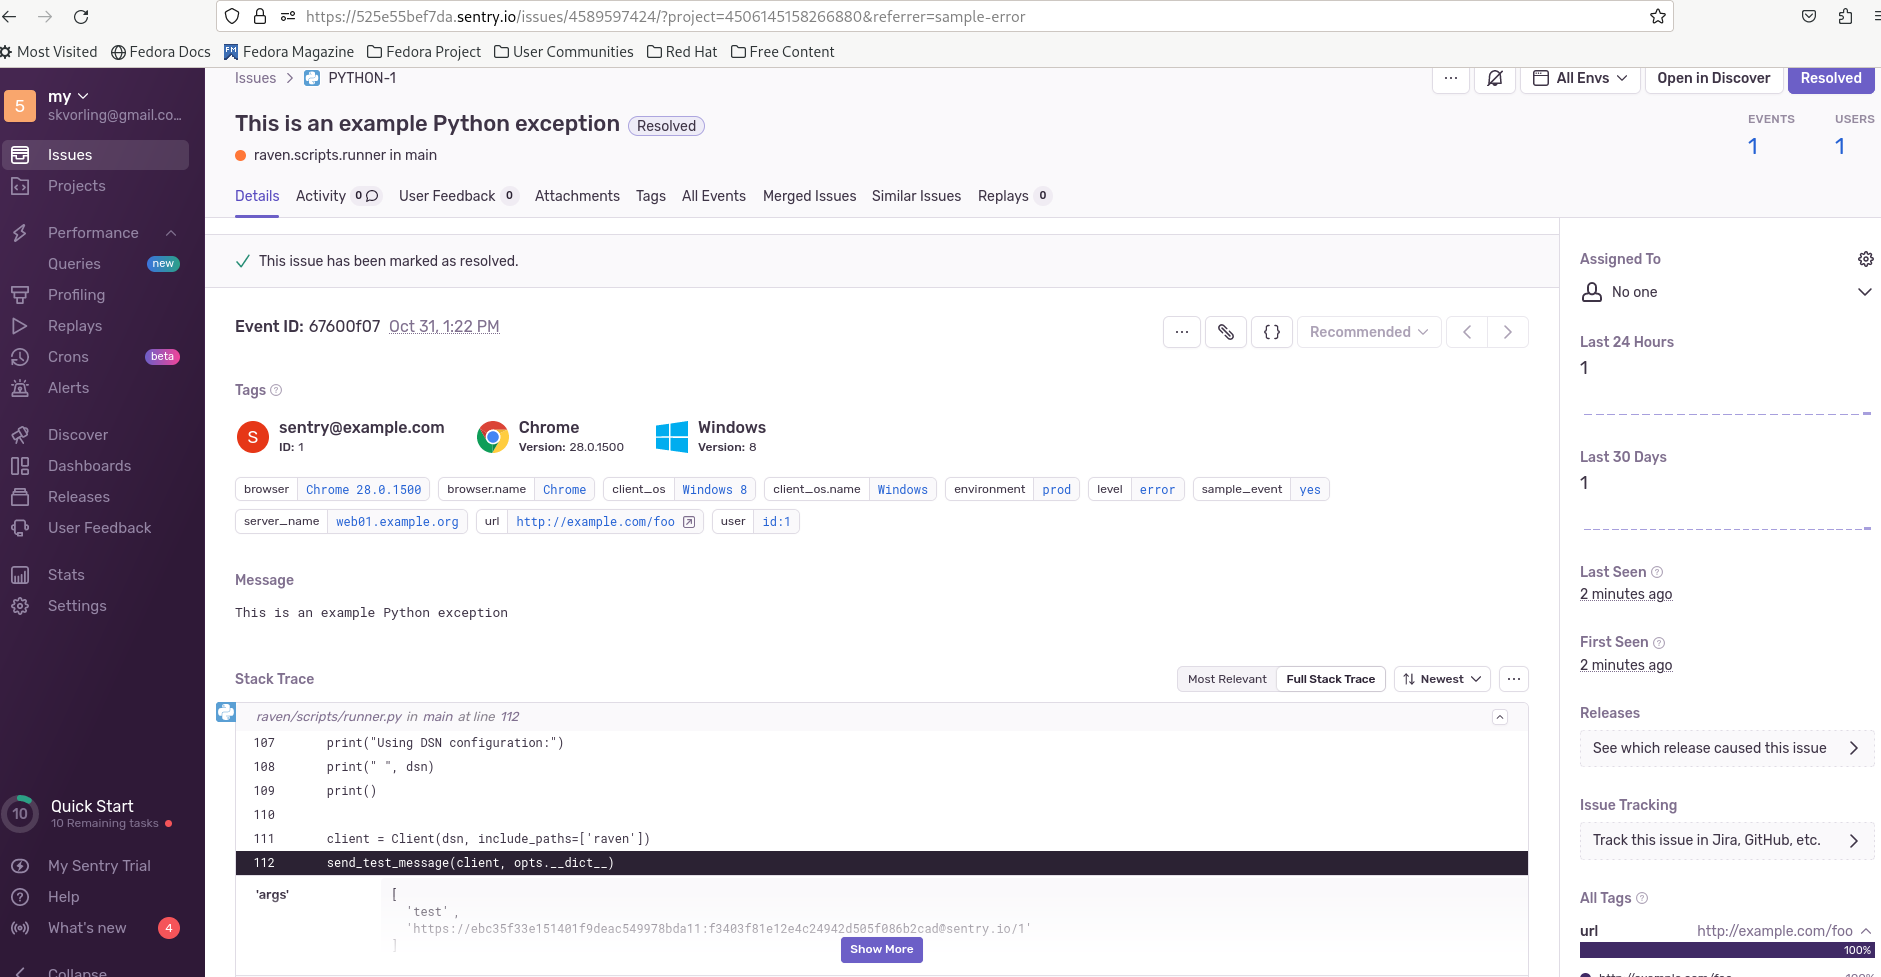 https://525e55bef7da.sentry.io/issues/4589597424/?project=4506145158266880&referrer=sample-error
Most Visited Fedora Docs Fedora Magazine Fedora Project User Communities Red Hat Free Content
5 my
skvorling@gmail.co...
Issues
Projects
Performance
Queries new
Profiling
Replays
Crons beta
Alerts
Discover
Dashboards
Releases
User Feedback
Stats
Settings
10 Quick Start
10 Remaining tasks
My Sentry Trial
Help
What's new 4
Collapse
Issues > PYTHON-1
... All Envs Open in Discover Resolved
This is an example Python exception Resolved
raven.scripts.runner in main
EVENTS USERS
1 1
Details Activity 0 User Feedback 0 Attachments Tags All Events Merged Issues Similar Issues Replays 0
This issue has been marked as resolved.
Event ID: 67600f07 Oct 31, 1:22 PM
... {} Recommended
Tags ?
S sentry@example.com
ID: 1
Chrome
Version: 28.0.1500
Windows
Version: 8
browser Chrome 28.0.1500 browser.name Chrome client_os Windows 8 client_os.name Windows environment prod level error sample_event yes
server_name web01.example.org url http://example.com/foo user id:1
Message
This is an example Python exception
Stack Trace
Most Relevant Full Stack Trace Newest ...
raven/scripts/runner.py in main at line 112
107 print("Using DSN configuration:")
108 print(" ", dsn)
109 print()
110
111 client = Client(dsn, include_paths=['raven'])
112 send_test_message(client, opts.__dict__)
'args' [
'test' ,
'https://ebc35f33e151401f9deac549978bda11:f3403f81e12e4c24942d505f086b2cad@sentry.io/1'
]
Show More
Assigned To
No one
Last 24 Hours
1
Last 30 Days
1
Last Seen ?
2 minutes ago
First Seen ?
2 minutes ago
Releases
See which release caused this issue
Issue Tracking
Track this issue in Jira, GitHub, etc.
All Tags ?
url http://example.com/foo
100%